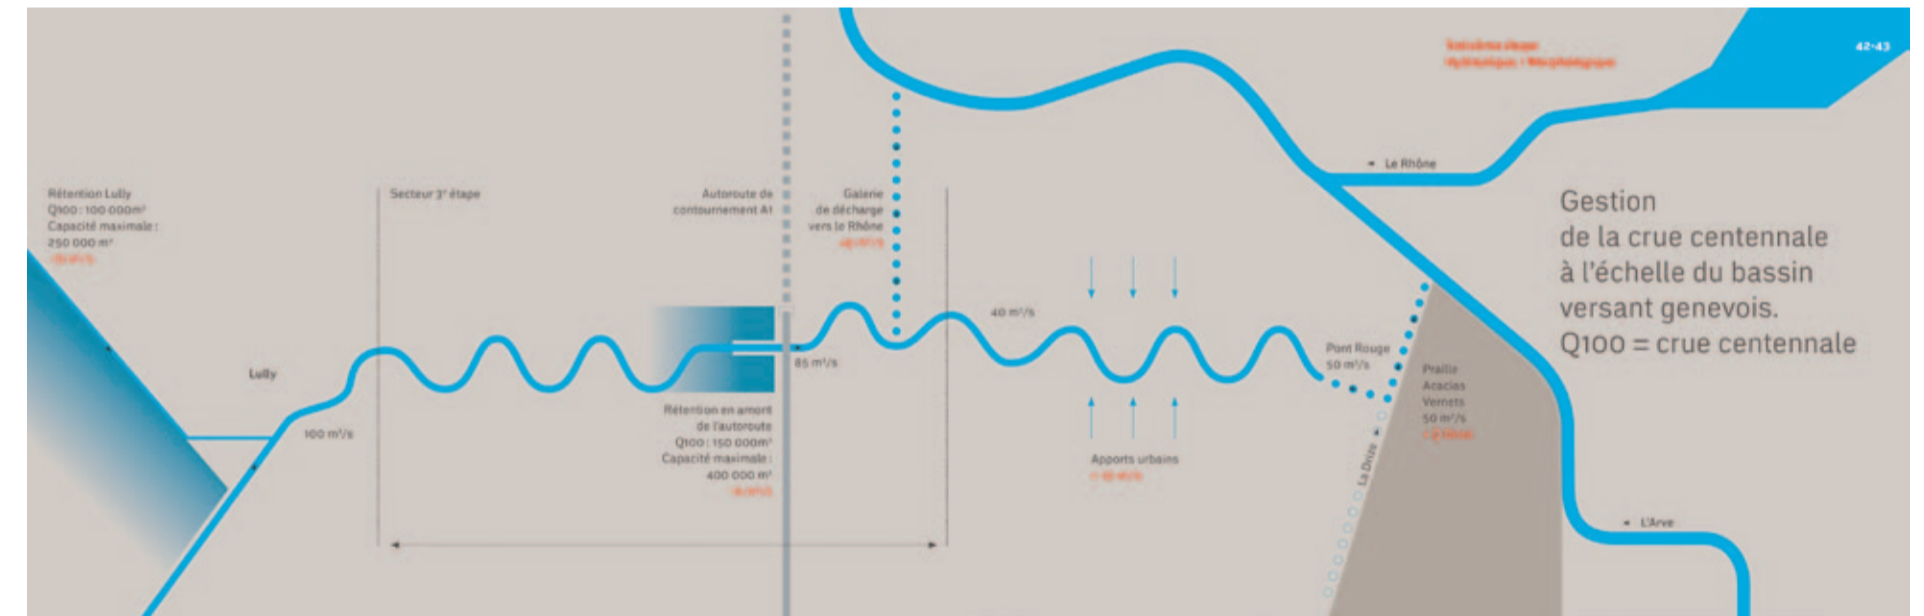 42-43
Le Rhône
Rétention Lully
Q100 : 100 000m³
Capacité maximale :
250 000 m³
Secteur 3e étape
Autoroute de
contournement A1
Galerie
de décharge
vers le Rhône
Gestion
de la crue centennale
à l'échelle du bassin
versant genevois.
Q100 = crue centennale
40 m³/s
85 m³/s
Pont Rouge
50 m³/s
Praille
Acacias
Vernets
50 m³/s
Lully
100 m³/s
Rétention en amont
de l'autoroute
Q100 : 150 000m³
Capacité maximale :
400 000 m³
Apports urbains
La Drize
L'Arve